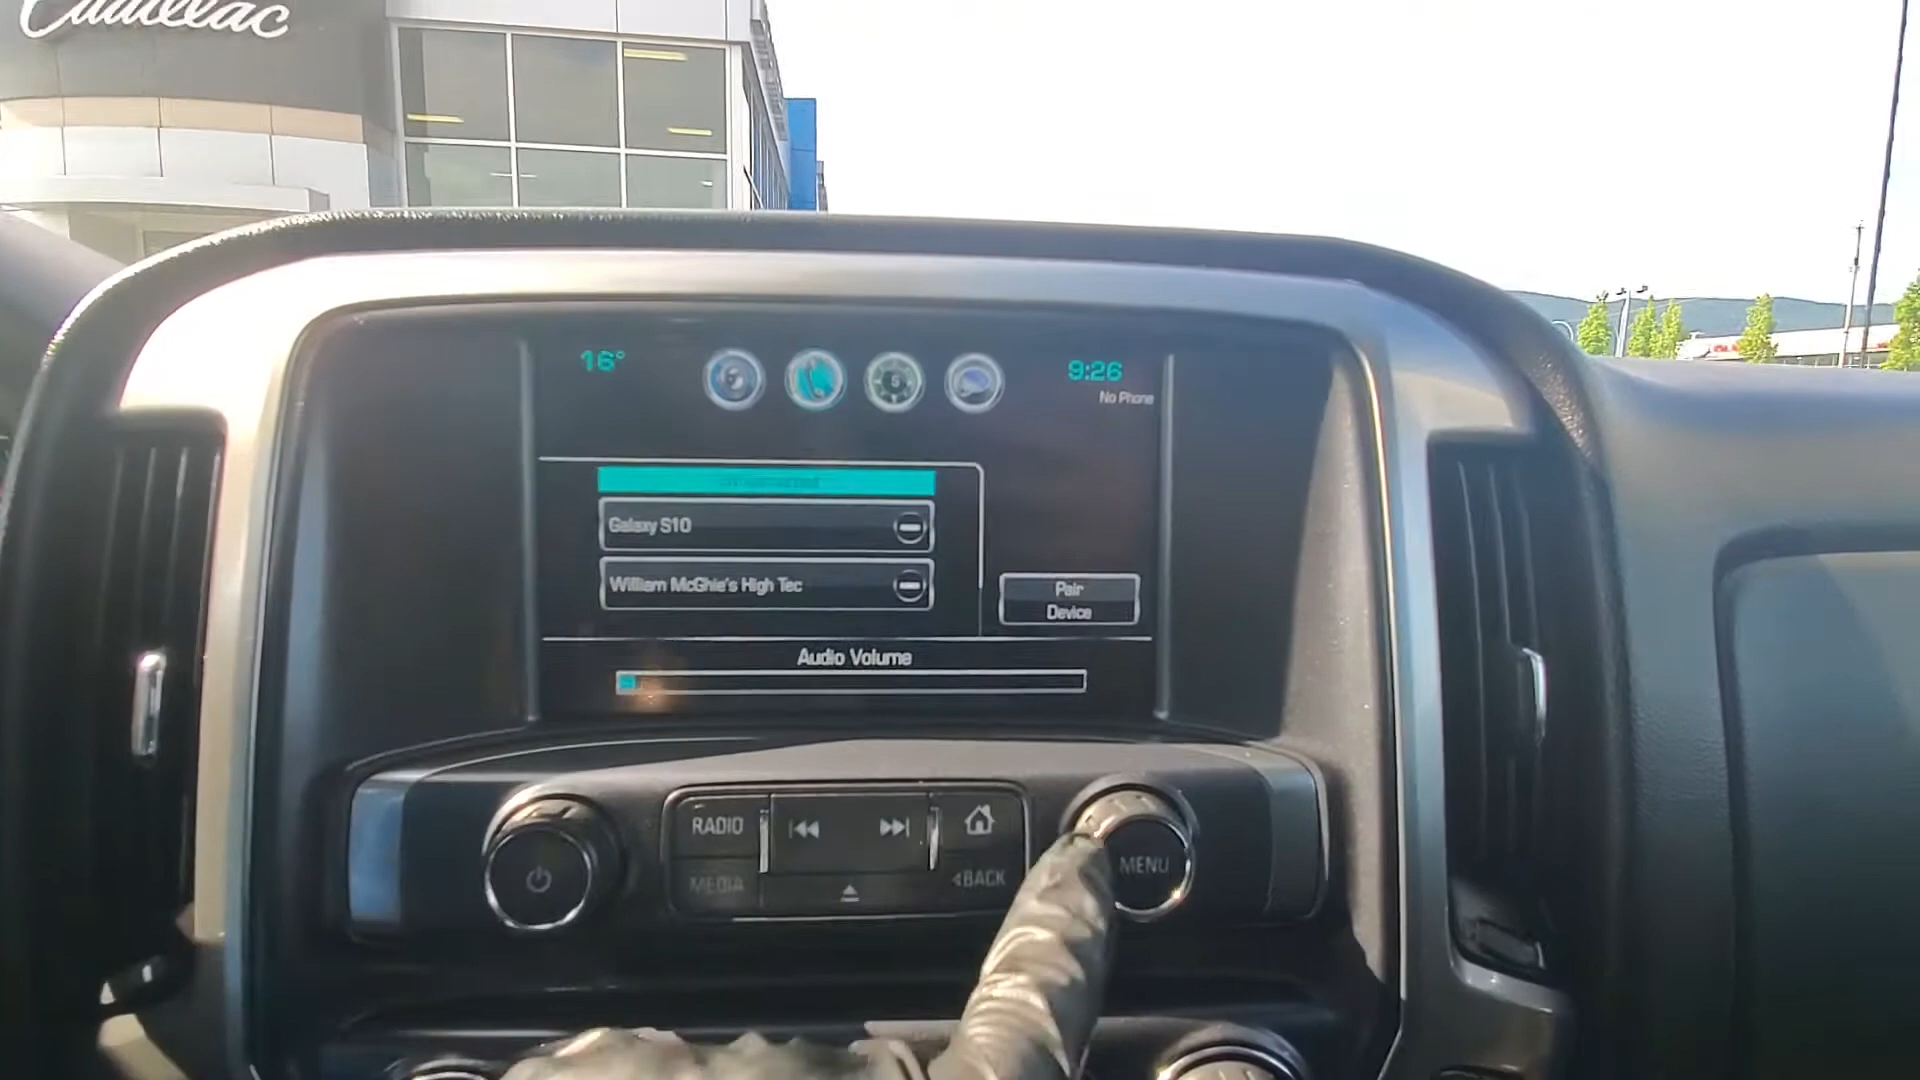 Cadillac
16°
9:26
No Phone
Galaxy S10
William McGhie's High Tec
Pair
Device
Audio Volume
RADIO
MEDIA
BACK
MENU